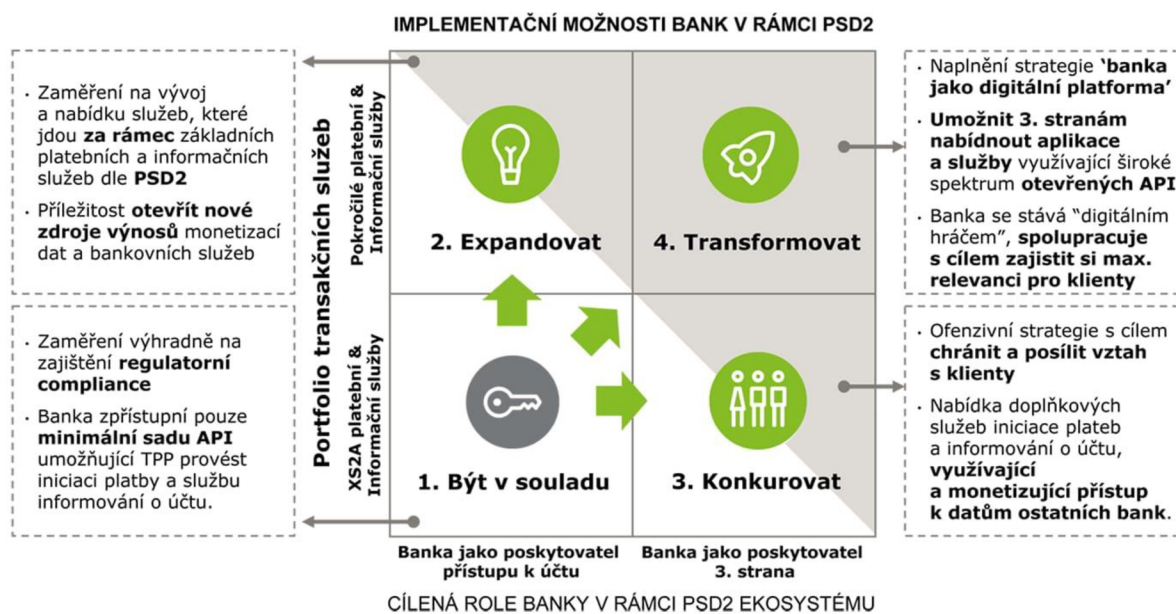 IMPLEMENTAČNÍ MOŽNOSTI BANK V RÁMCI PSD2
· Zaměření na vývoj
a nabídku služeb, které
jdou za rámec základních
platebních a informačních
služeb dle PSD2
· Příležitost otevřít nové
zdroje výnosů monetizací
dat a bankovních služeb
· Zaměření výhradně na
zajištění regulatorní
compliance
· Banka zpřístupní pouze
minimální sadu API
umožňující TPP provést
iniciaci platby a službu
informování o účtu.
Portfolio transakčních služeb
Pokročilé platební &
Informační služby
XS2A platební &
Informační služby
2. Expandovat
4. Transformovat
1. Být v souladu
3. Konkurovat
Banka jako poskytovatel
přístupu k účtu
Banka jako poskytovatel
3. strana
CÍLENÁ ROLE BANKY V RÁMCI PSD2 EKOSYSTÉMU
· Naplnění strategie ‘banka
jako digitální platforma’
· Umožnit 3. stranám
nabídnout aplikace
a služby využívající široké
spektrum otevřených API
· Banka se stává “digitálním
hráčem”, spolupracuje
s cílem zajistit si max.
relevanci pro klienty
· Ofenzivní strategie s cílem
chránit a posílit vztah
s klienty
· Nabídka doplňkových
služeb iniciace plateb
a informování o účtu,
využívající
a monetizující přístup
k datům ostatních bank.